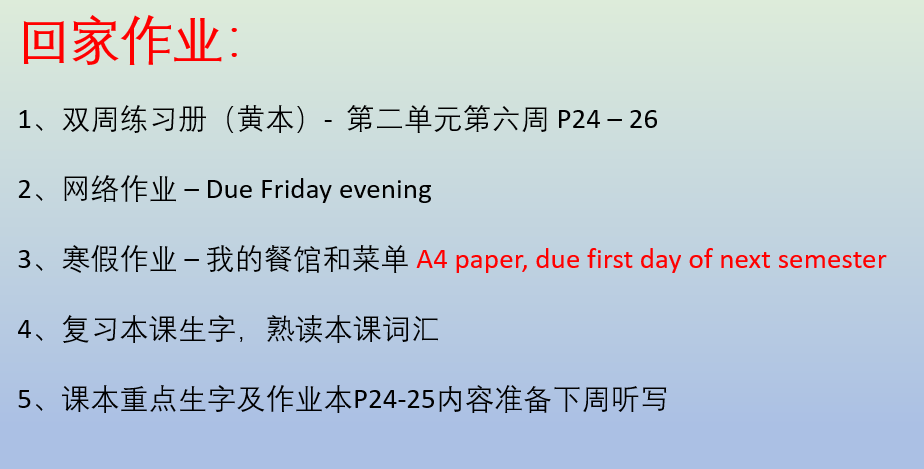 回家作业：
1、双周练习册（黄本）- 第二单元第六周 P24 – 26
2、网络作业 – Due Friday evening
3、寒假作业 – 我的餐馆和菜单 A4 paper, due first day of next semester
4、复习本课生字，熟读本课词汇
5、课本重点生字及作业本P24-25内容准备下周听写